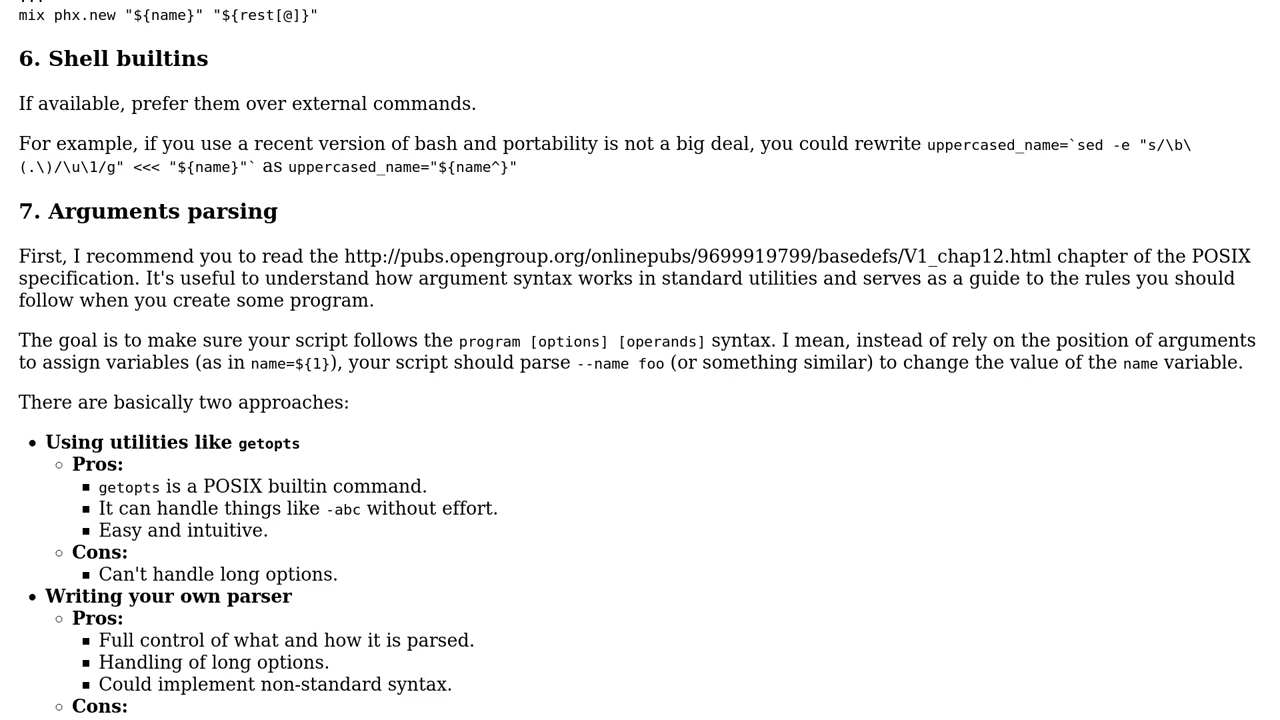 mix phx.new "${name}" "${rest[@]}"
6. Shell builtins
If available, prefer them over external commands.
For example, if you use a recent version of bash and portability is not a big deal, you could rewrite uppercased_name=`sed -e "s/\b\
(.\)/\u\1/g" <<< "${name}"` as uppercased_name="${name^}"
7. Arguments parsing
First, I recommend you to read the http://pubs.opengroup.org/onlinepubs/9699919799/basedefs/V1_chap12.html chapter of the POSIX
specification. It's useful to understand how argument syntax works in standard utilities and serves as a guide to the rules you should
follow when you create some program.
The goal is to make sure your script follows the program [options] [operands] syntax. I mean, instead of rely on the position of arguments
to assign variables (as in name=${1}), your script should parse --name foo (or something similar) to change the value of the name variable.
There are basically two approaches:
• Using utilities like getopts
◦ Pros:
▪ getopts is a POSIX builtin command.
▪ It can handle things like -abc without effort.
▪ Easy and intuitive.
◦ Cons:
▪ Can't handle long options.
• Writing your own parser
◦ Pros:
▪ Full control of what and how it is parsed.
▪ Handling of long options.
▪ Could implement non-standard syntax.
◦ Cons: